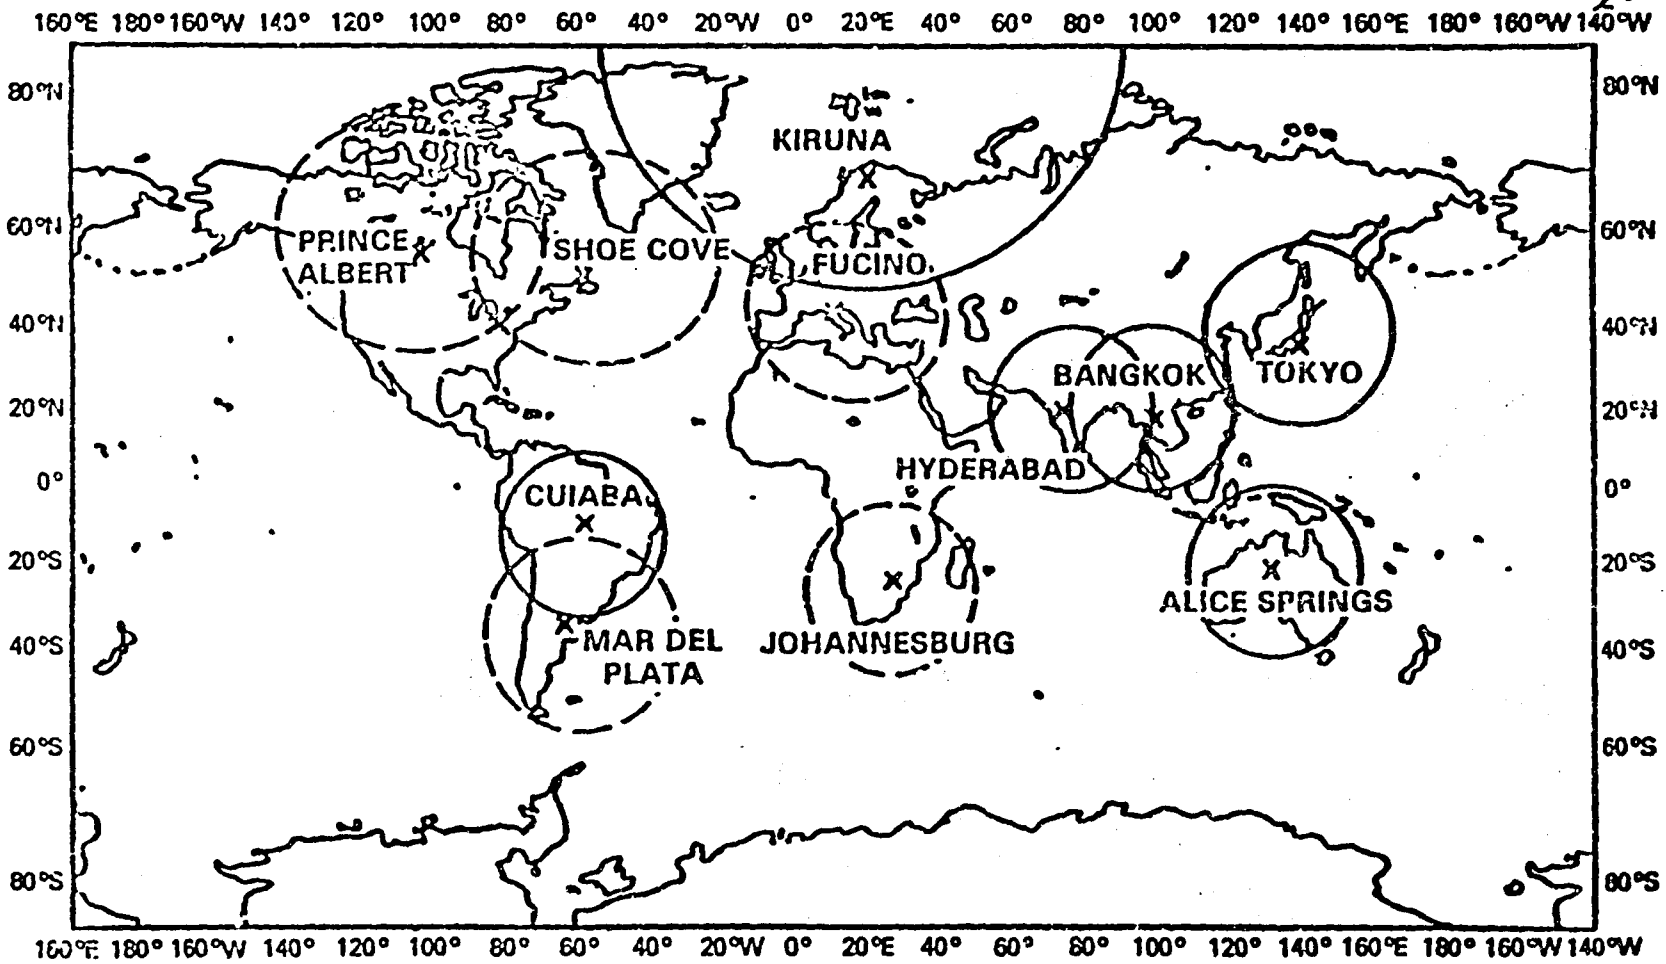 160°E 180° 160°W 140° 120° 100° 80° 60° 40° 20°W 0° 20°E 40° 60° 80° 100° 120° 140° 160°E 180° 160°W 140°W
80°N 80°N
KIRUNA
60°N 60°N
PRINCE ALBERT
SHOE COVE
FUCINO
40°N 40°N
BANGKOK
TOKYO
20°N 20°N
HYDERABAD
0° 0°
CUIABA
20°S 20°S
ALICE SPRINGS
MAR DEL PLATA
JOHANNESBURG
40°S 40°S
60°S 60°S
80°S 80°S
160°E 180° 160°W 140° 120° 100° 80° 60° 40° 20°W 0° 20°E 40° 60° 80° 100° 120° 140° 160°E 180° 160°W 140°W